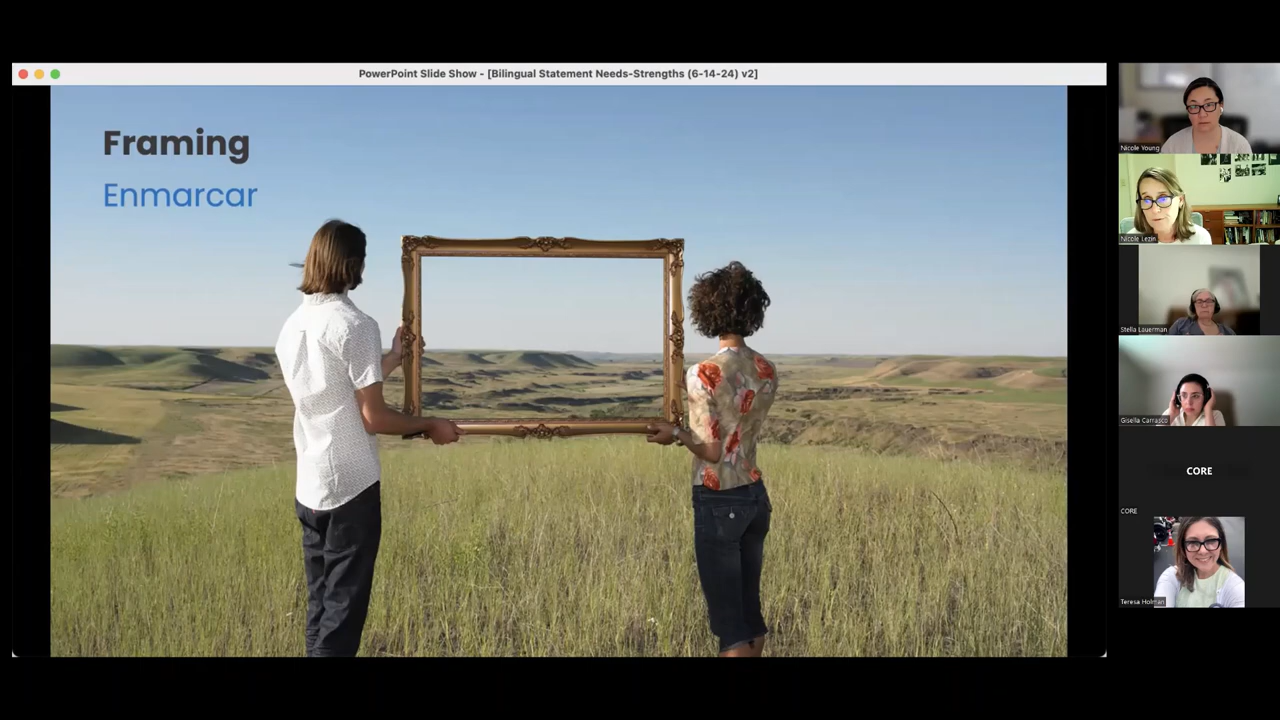 PowerPoint Slide Show - [Bilingual Statement Needs-Strengths (6-14-24) v2]
Framing
Enmarcar
Nicole Young
Nicole Lezin
Stella Lauerman
Gisella Carrasco
CORE
CORE
Teresa Holman